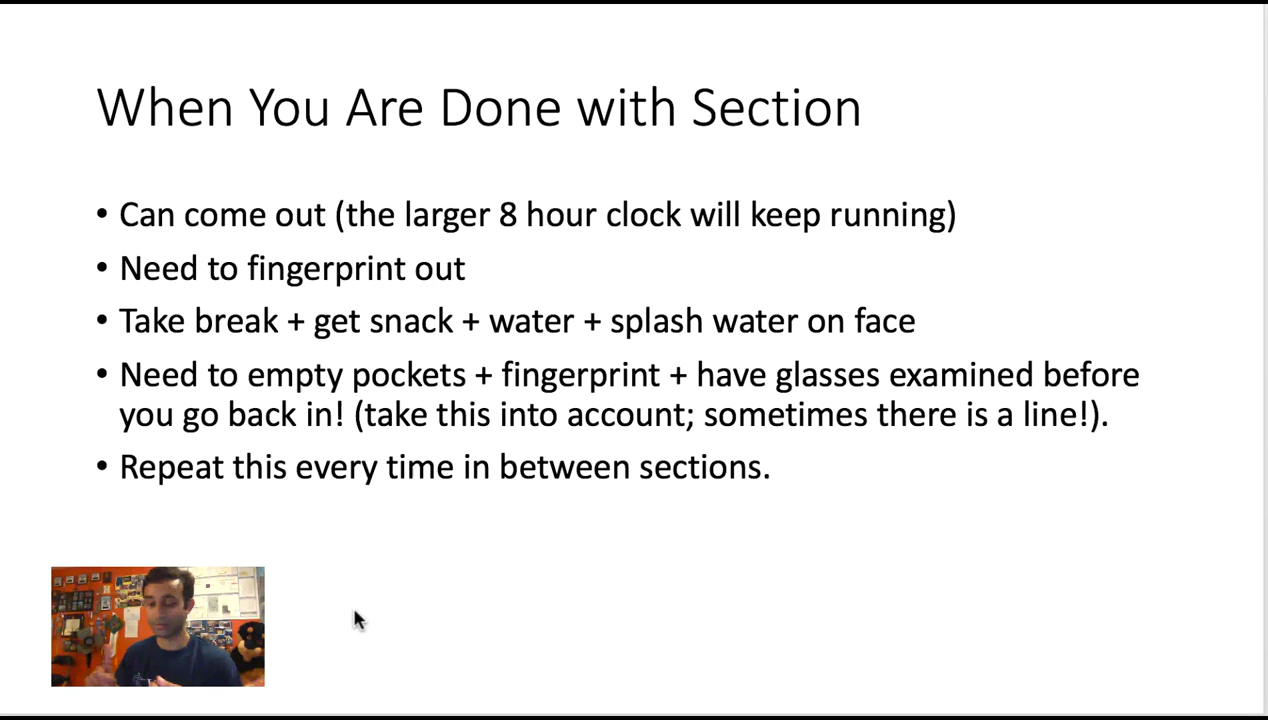 When You Are Done with Section
• Can come out (the larger 8 hour clock will keep running)
• Need to fingerprint out
• Take break + get snack + water + splash water on face
• Need to empty pockets + fingerprint + have glasses examined before
you go back in! (take this into account; sometimes there is a line!).
• Repeat this every time in between sections.